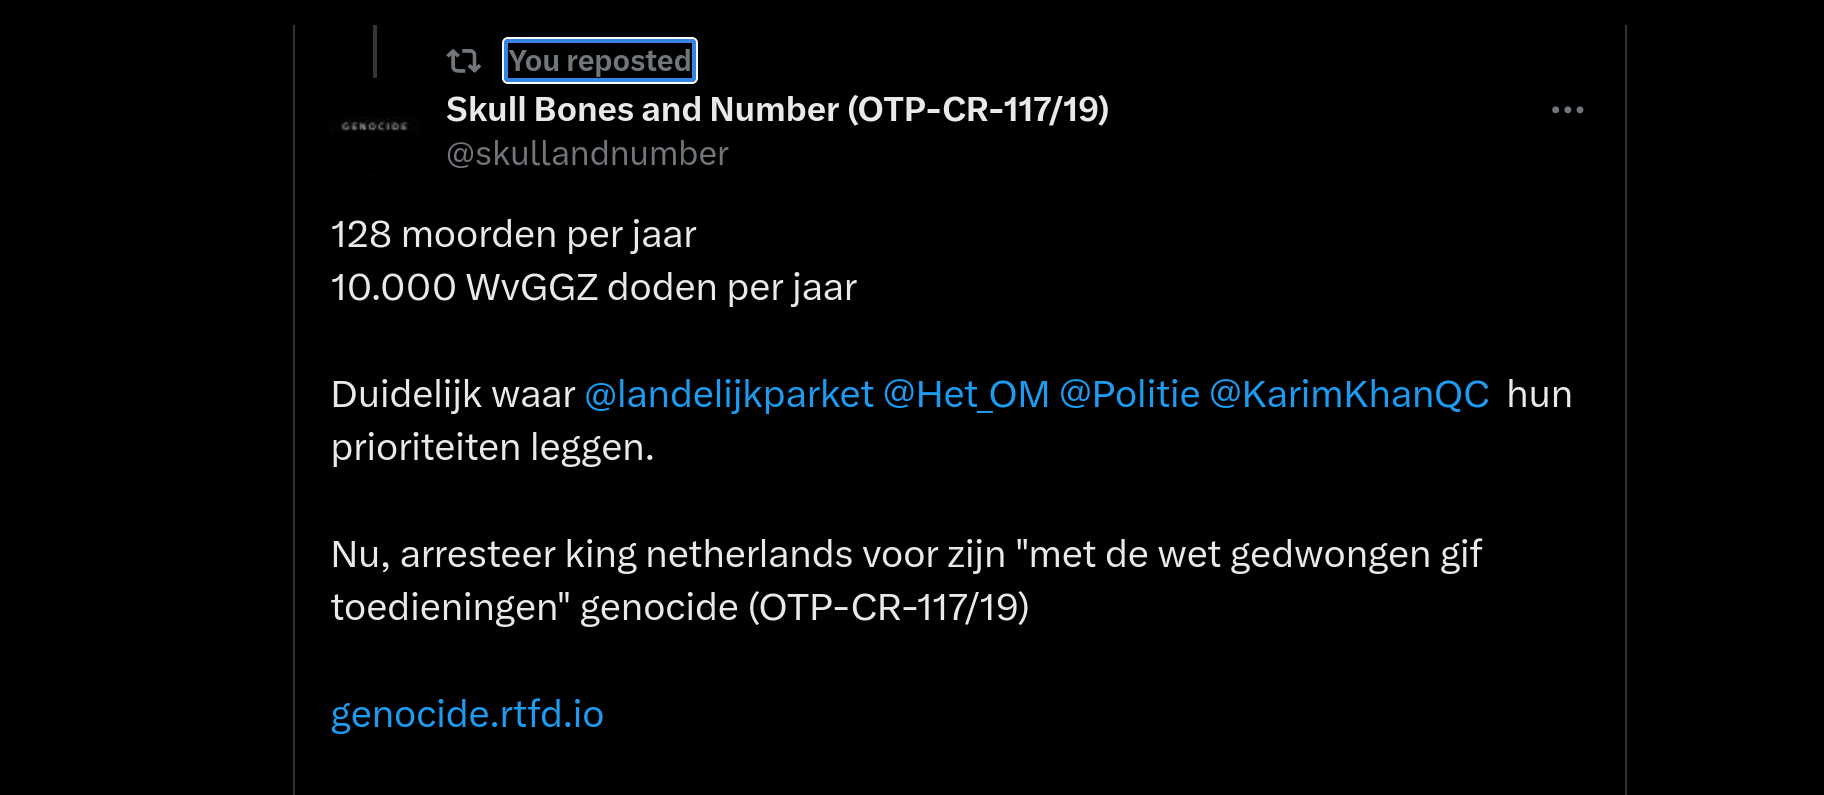 You reposted
Skull Bones and Number (OTP-CR-117/19)
GENOCIDE
@skullandnumber
128 moorden per jaar
10.000 WvGGZ doden per jaar
Duidelijk waar @landelijkparket @Het_OM @Politie @KarimKhanQC hun
prioriteiten leggen.
Nu, arresteer king netherlands voor zijn "met de wet gedwongen gif
toedieningen" genocide (OTP-CR-117/19)
genocide.rtfd.io